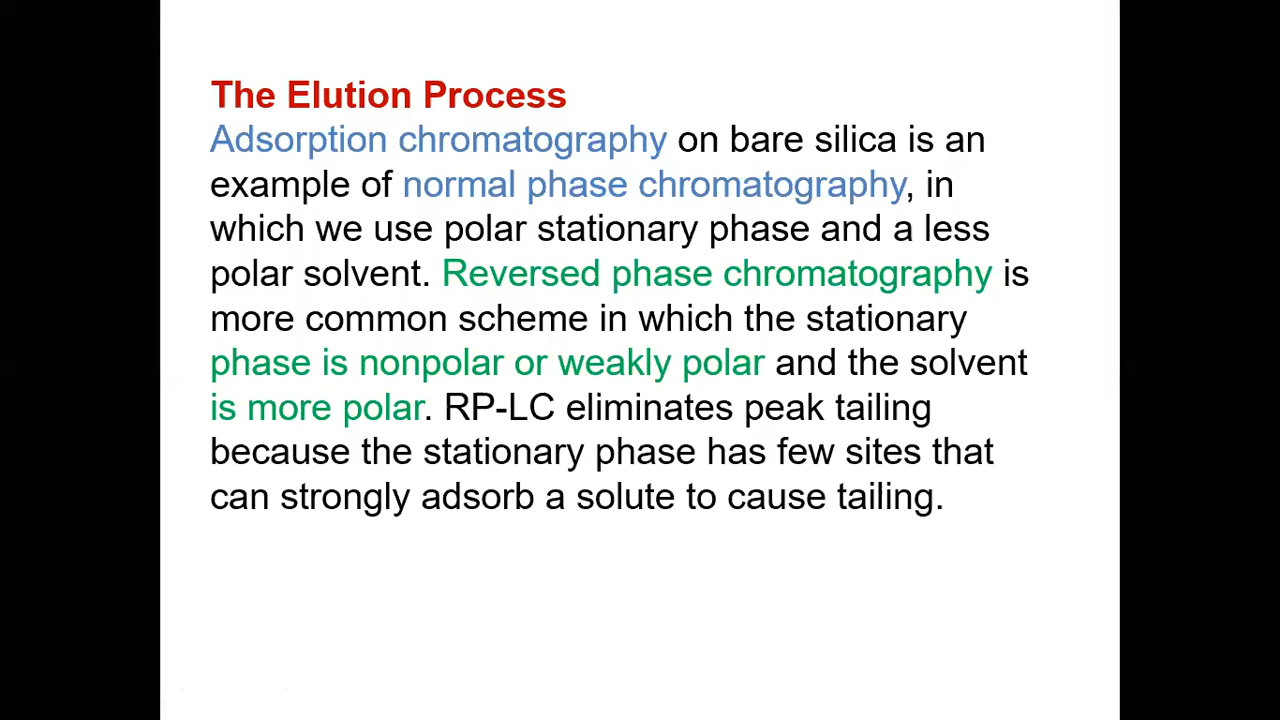 The Elution Process
Adsorption chromatography on bare silica is an
example of normal phase chromatography, in
which we use polar stationary phase and a less
polar solvent. Reversed phase chromatography is
more common scheme in which the stationary
phase is nonpolar or weakly polar and the solvent
is more polar. RP-LC eliminates peak tailing
because the stationary phase has few sites that
can strongly adsorb a solute to cause tailing.